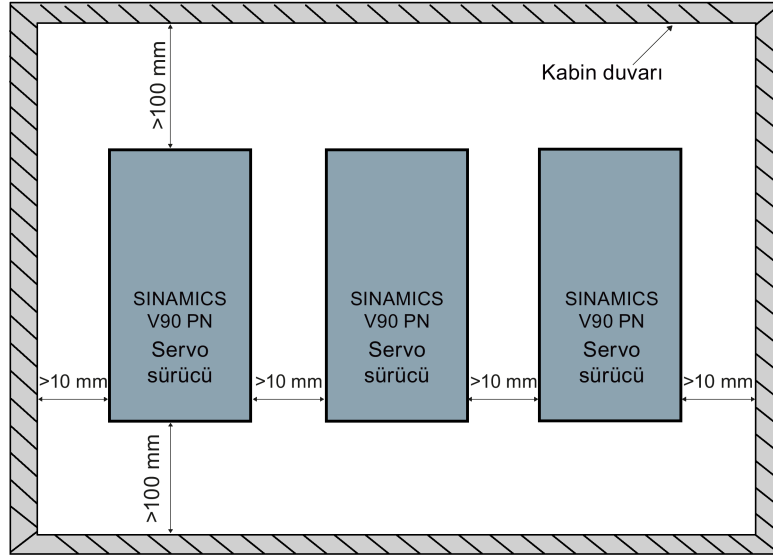 >100 mm
Kabin duvarı
SINAMICS
V90 PN
Servo
sürücü
SINAMICS
V90 PN
Servo
sürücü
SINAMICS
V90 PN
Servo
sürücü
>10 mm
>10 mm
>10 mm
>10 mm
>100 mm